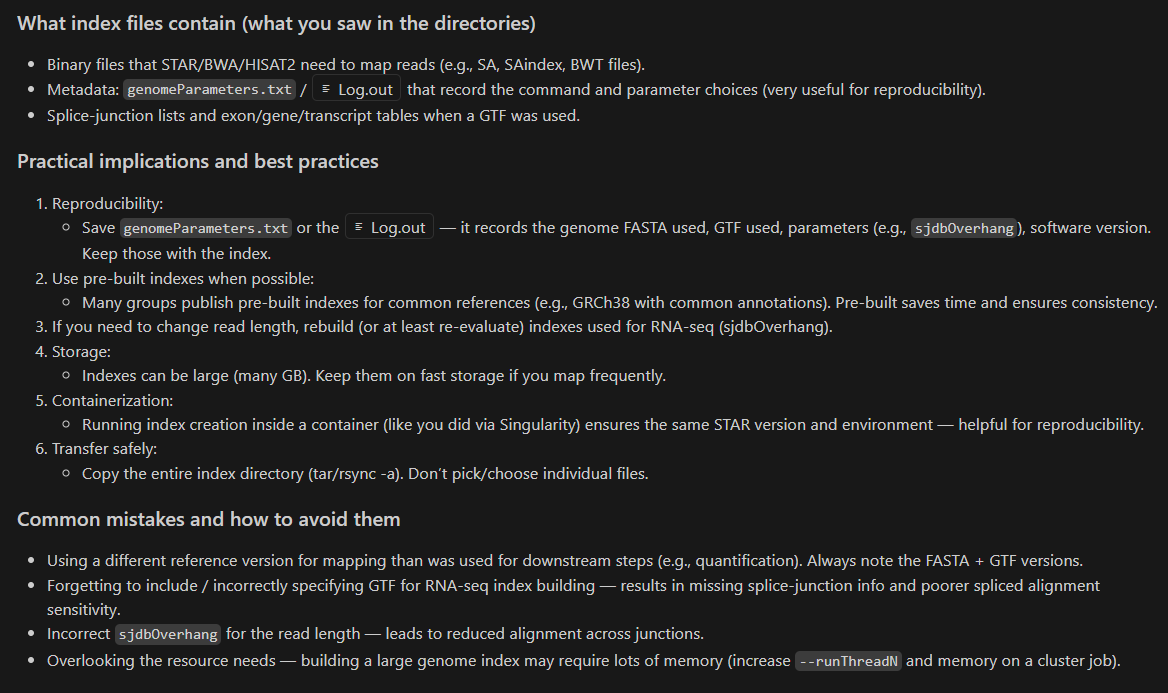 What index files contain (what you saw in the directories)
• Binary files that STAR/BWA/HISAT2 need to map reads (e.g., SA, SAindex, BWT files).
• Metadata: genomeParameters.txt / Log.out that record the command and parameter choices (very useful for reproducibility).
• Splice-junction lists and exon/gene/transcript tables when a GTF was used.
Practical implications and best practices
1. Reproducibility:
○ Save genomeParameters.txt or the Log.out — it records the genome FASTA used, GTF used, parameters (e.g., sjdbOverhang), software version.
Keep those with the index.
2. Use pre-built indexes when possible:
○ Many groups publish pre-built indexes for common references (e.g., GRCh38 with common annotations). Pre-built saves time and ensures consistency.
3. If you need to change read length, rebuild (or at least re-evaluate) indexes used for RNA-seq (sjdbOverhang).
4. Storage:
○ Indexes can be large (many GB). Keep them on fast storage if you map frequently.
5. Containerization:
○ Running index creation inside a container (like you did via Singularity) ensures the same STAR version and environment — helpful for reproducibility.
6. Transfer safely:
○ Copy the entire index directory (tar/rsync -a). Don’t pick/choose individual files.
Common mistakes and how to avoid them
• Using a different reference version for mapping than was used for downstream steps (e.g., quantification). Always note the FASTA + GTF versions.
• Forgetting to include / incorrectly specifying GTF for RNA-seq index building — results in missing splice-junction info and poorer spliced alignment
sensitivity.
• Incorrect sjdbOverhang for the read length — leads to reduced alignment across junctions.
• Overlooking the resource needs — building a large genome index may require lots of memory (increase --runThreadN and memory on a cluster job).